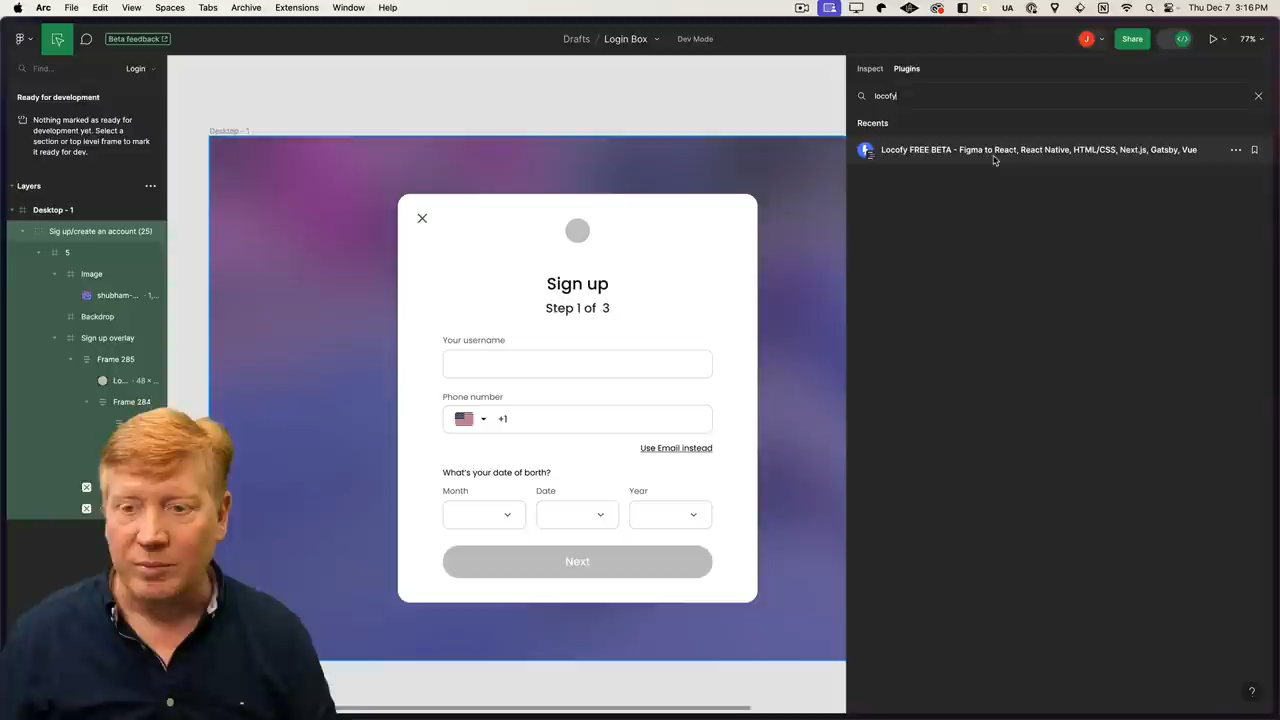 Arc File Edit View Spaces Tabs Archive Extensions Window Help
S UA Thu Dec 7 3:16 PM
Beta feedback
Drafts / Login Box Dev Mode
J Share 77%
Find... Login
Ready for development
Nothing marked as ready for
development yet. Select a
section or top level frame to mark
it ready for dev.
Layers
Desktop - 1
Sig up/create an account (25)
5
Image
shubham-... · 1,...
Backdrop
Sign up overlay
Frame 285
Lo... · 48 × ...
Frame 284
Desktop - 1
Sign up
Step 1 of 3
Your username
Phone number
+1
Use Email instead
What's your date of borth?
Month Date Year
Next
Inspect Plugins
locofy
Recents
Locofy FREE BETA - Figma to React, React Native, HTML/CSS, Next.js, Gatsby, Vue
?